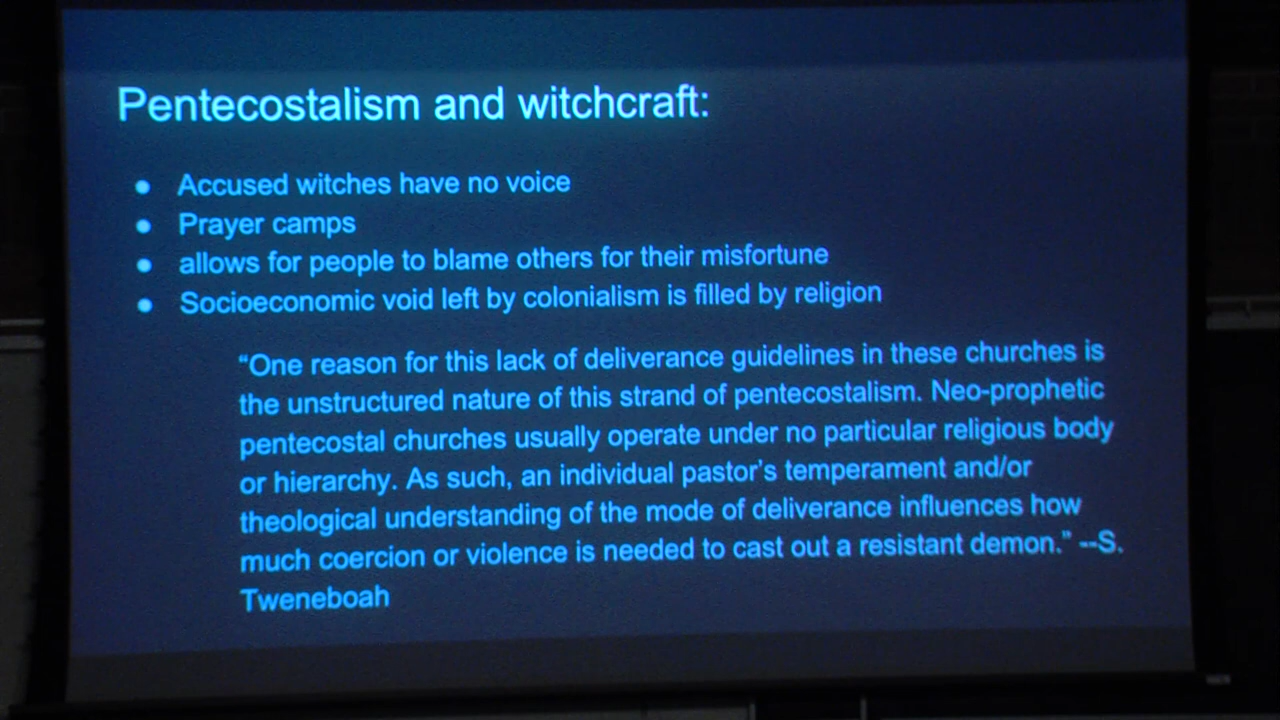 Pentecostalism and witchcraft:
● Accused witches have no voice
● Prayer camps
● allows for people to blame others for their misfortune
● Socioeconomic void left by colonialism is filled by religion
“One reason for this lack of deliverance guidelines in these churches is
the unstructured nature of this strand of pentecostalism. Neo-prophetic
pentecostal churches usually operate under no particular religious body
or hierarchy. As such, an individual pastor’s temperament and/or
theological understanding of the mode of deliverance influences how
much coercion or violence is needed to cast out a resistant demon.” --S.
Tweneboah